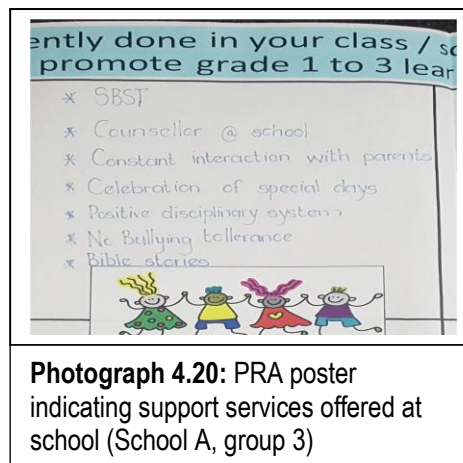 ently done in your class / sc
promote grade 1 to 3 lear
* SBST
* Counsellor @ school
* Constant interaction with parents
* Celebration of special days
* Positive disciplinary system
* No Bullying tollerance
* Bible stories
Photograph 4.20: PRA poster
indicating support services offered at
school (School A, group 3)